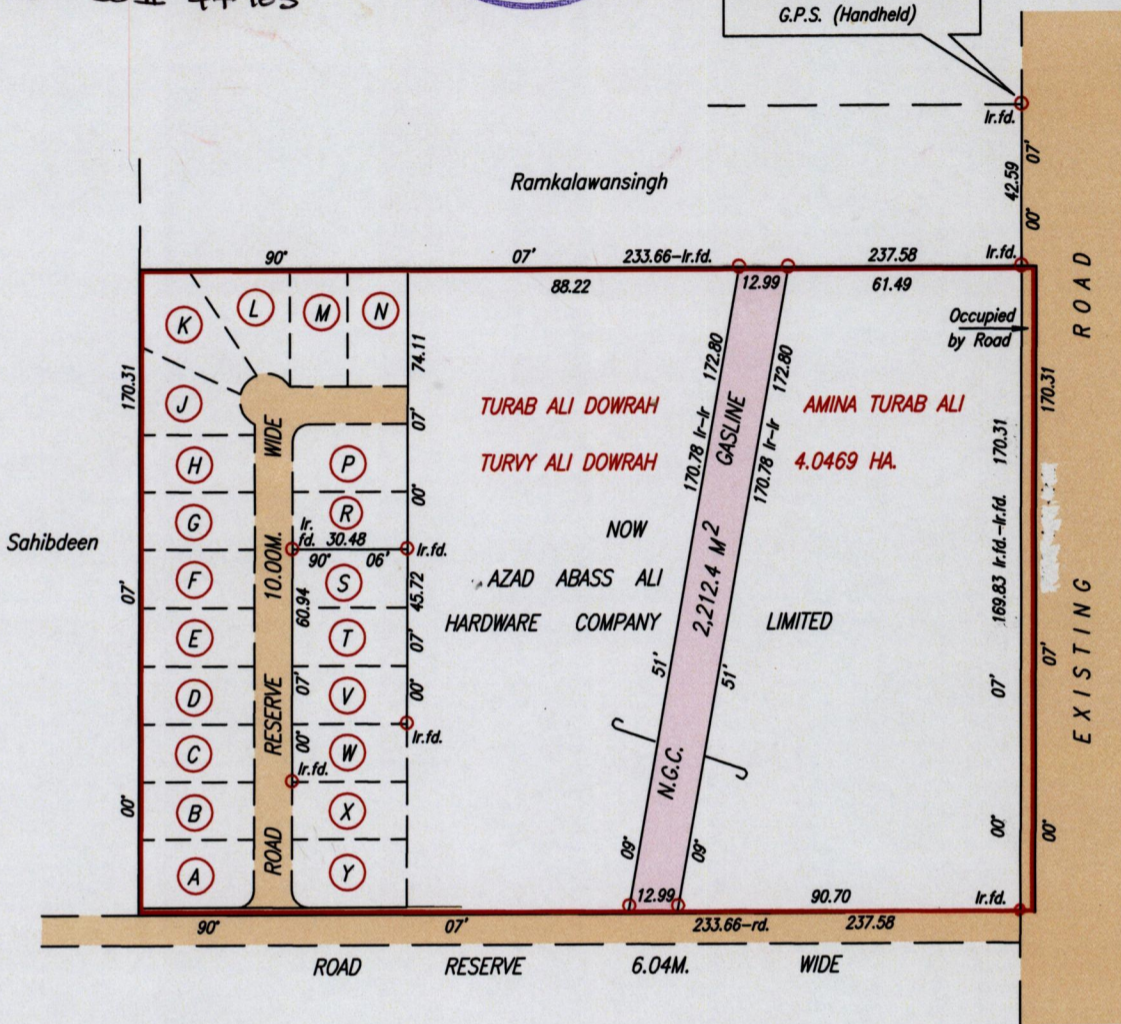 G.P.S. (Handheld)
Ir.fd.
42.59
00° 07'
Ramkalawansingh
90° 07' 233.66-Ir.fd. 237.58 Ir.fd.
88.22 12.99 61.49
K L M N
Occupied
by Road
EXISTING ROAD
170.31
00° 07'
170.31
00° 07'
169.83 Ir.fd.-Ir.fd. 170.31
00° 07'
74.11
00° 07'
172.80
170.78 Ir-Ir
09° 51'
172.80
170.78 Ir-Ir
09° 51'
J
TURAB ALI DOWRAH AMINA TURAB ALI
TURVY ALI DOWRAH 4.0469 HA.
H P
G R
Ir.
fd. 30.48 Ir.fd.
90° 06'
NOW
Sahibdeen
F S
AZAD ABASS ALI
HARDWARE COMPANY LIMITED
N.G.C. 2,212.4 M² GASLINE
ROAD RESERVE 10.00M. WIDE
60.94
00° 07'
45.72
00° 07'
E T
D V
Ir.fd.
C W
Ir.fd.
B X
A Y
12.99 90.70 Ir.fd.
90° 07' 233.66-rd. 237.58
ROAD RESERVE 6.04M. WIDE